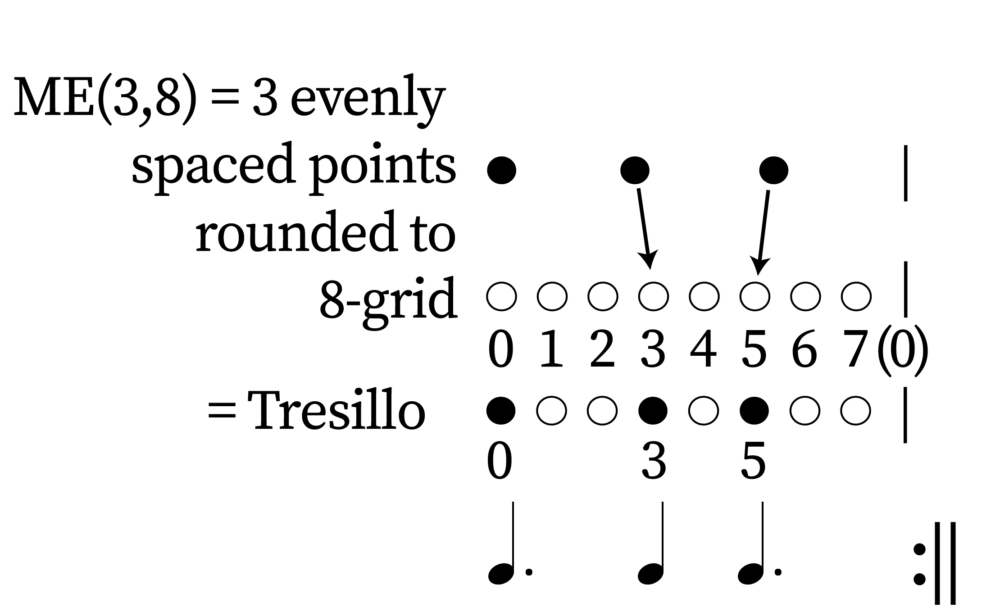 ME(3,8) = 3 evenly
spaced points
rounded to
8-grid
0 1 2 3 4 5 6 7 (0)
= Tresillo
0 3 5